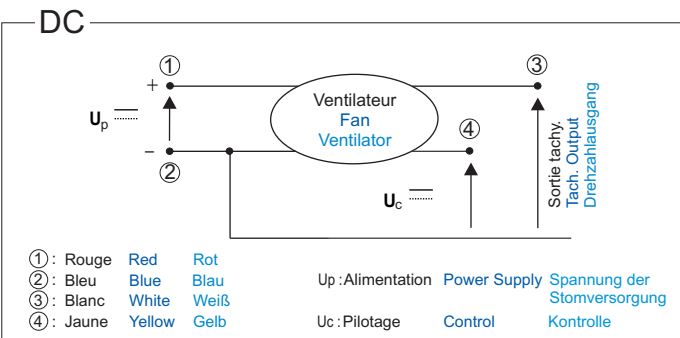 DC
① ③
+
Up
Ventilateur
Fan
Ventilator
④
−
②
Uc
Sortie tachy.
Tach. Output
Drehzahlausgang
①: Rouge Red Rot
②: Bleu Blue Blau Up :Alimentation Power Supply Spannung der
③: Blanc White Weiß Stomversorgung
④: Jaune Yellow Gelb Uc :Pilotage Control Kontrolle